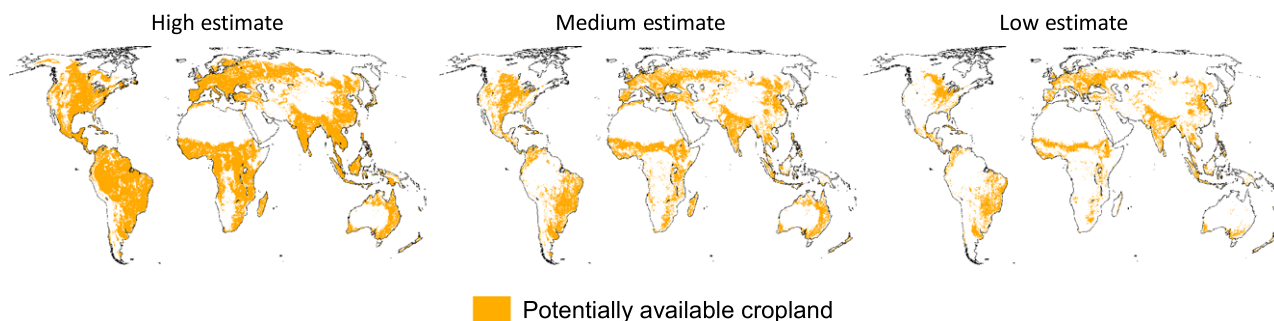 High estimate
Medium estimate
Low estimate
Potentially available cropland